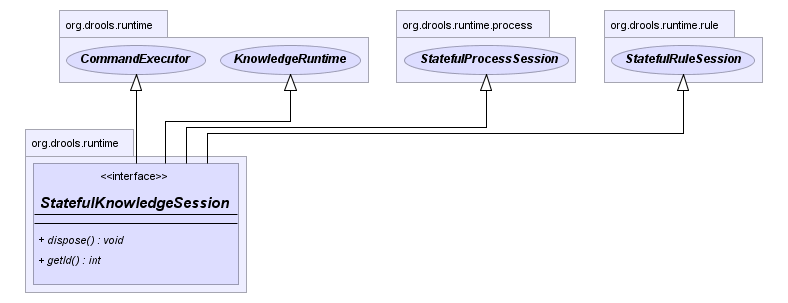 org.drools.runtime
org.drools.runtime.process
org.drools.runtime.rule
CommandExecutor
KnowledgeRuntime
StatefulProcessSession
StatefulRuleSession
org.drools.runtime
<<interface>>
StatefulKnowledgeSession
+ dispose() : void
+ getId() : int